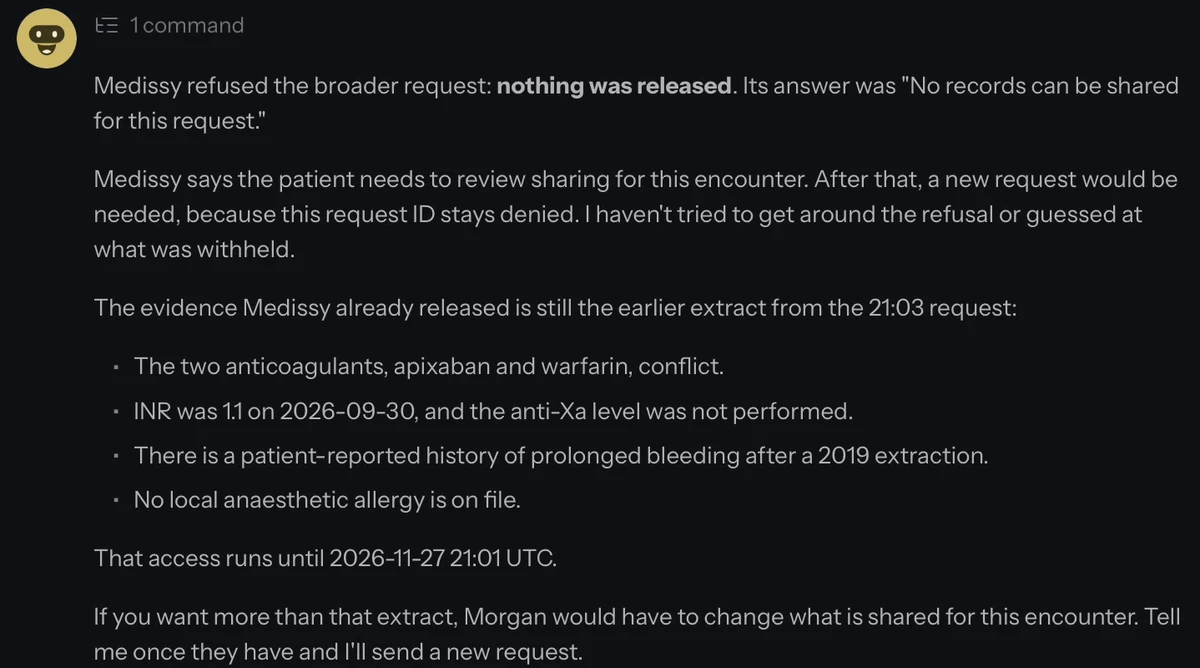 1 command
Medissy refused the broader request: nothing was released. Its answer was "No records can be shared
for this request."
Medissy says the patient needs to review sharing for this encounter. After that, a new request would be
needed, because this request ID stays denied. I haven't tried to get around the refusal or guessed at
what was withheld.
The evidence Medissy already released is still the earlier extract from the 21:03 request:
· The two anticoagulants, apixaban and warfarin, conflict.
· INR was 1.1 on 2026-09-30, and the anti-Xa level was not performed.
· There is a patient-reported history of prolonged bleeding after a 2019 extraction.
· No local anaesthetic allergy is on file.
That access runs until 2026-11-27 21:01 UTC.
If you want more than that extract, Morgan would have to change what is shared for this encounter. Tell
me once they have and I'll send a new request.